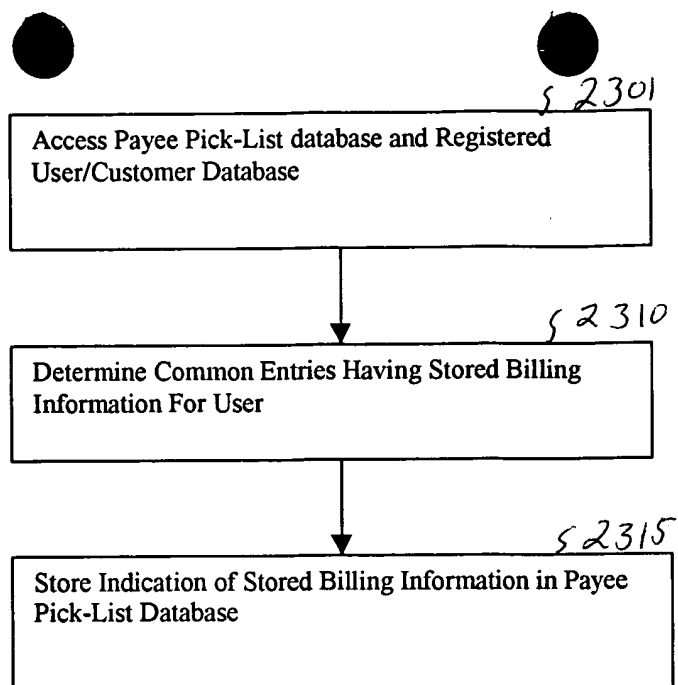 2301
Access Payee Pick-List database and Registered
User/Customer Database
2310
Determine Common Entries Having Stored Billing
Information For User
2315
Store Indication of Stored Billing Information in Payee
Pick-List Database